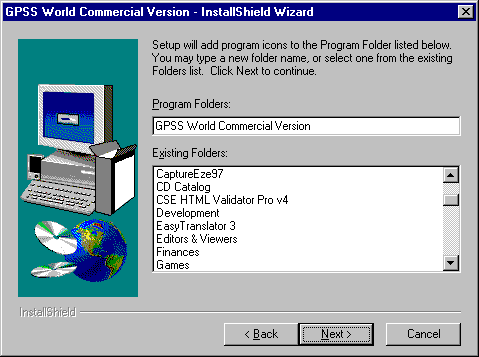 GPSS World Commercial Version - InstallShield Wizard
Setup will add program icons to the Program Folder listed below.
You may type a new folder name, or select one from the existing
Folders list. Click Next to continue.
Program Folders:
GPSS World Commercial Version
Existing Folders:
CaptureEze97
CD Catalog
CSE HTML Validator Pro v4
Development
EasyTranslator 3
Editors & Viewers
Finances
Games
InstallShield
< Back
Next >
Cancel